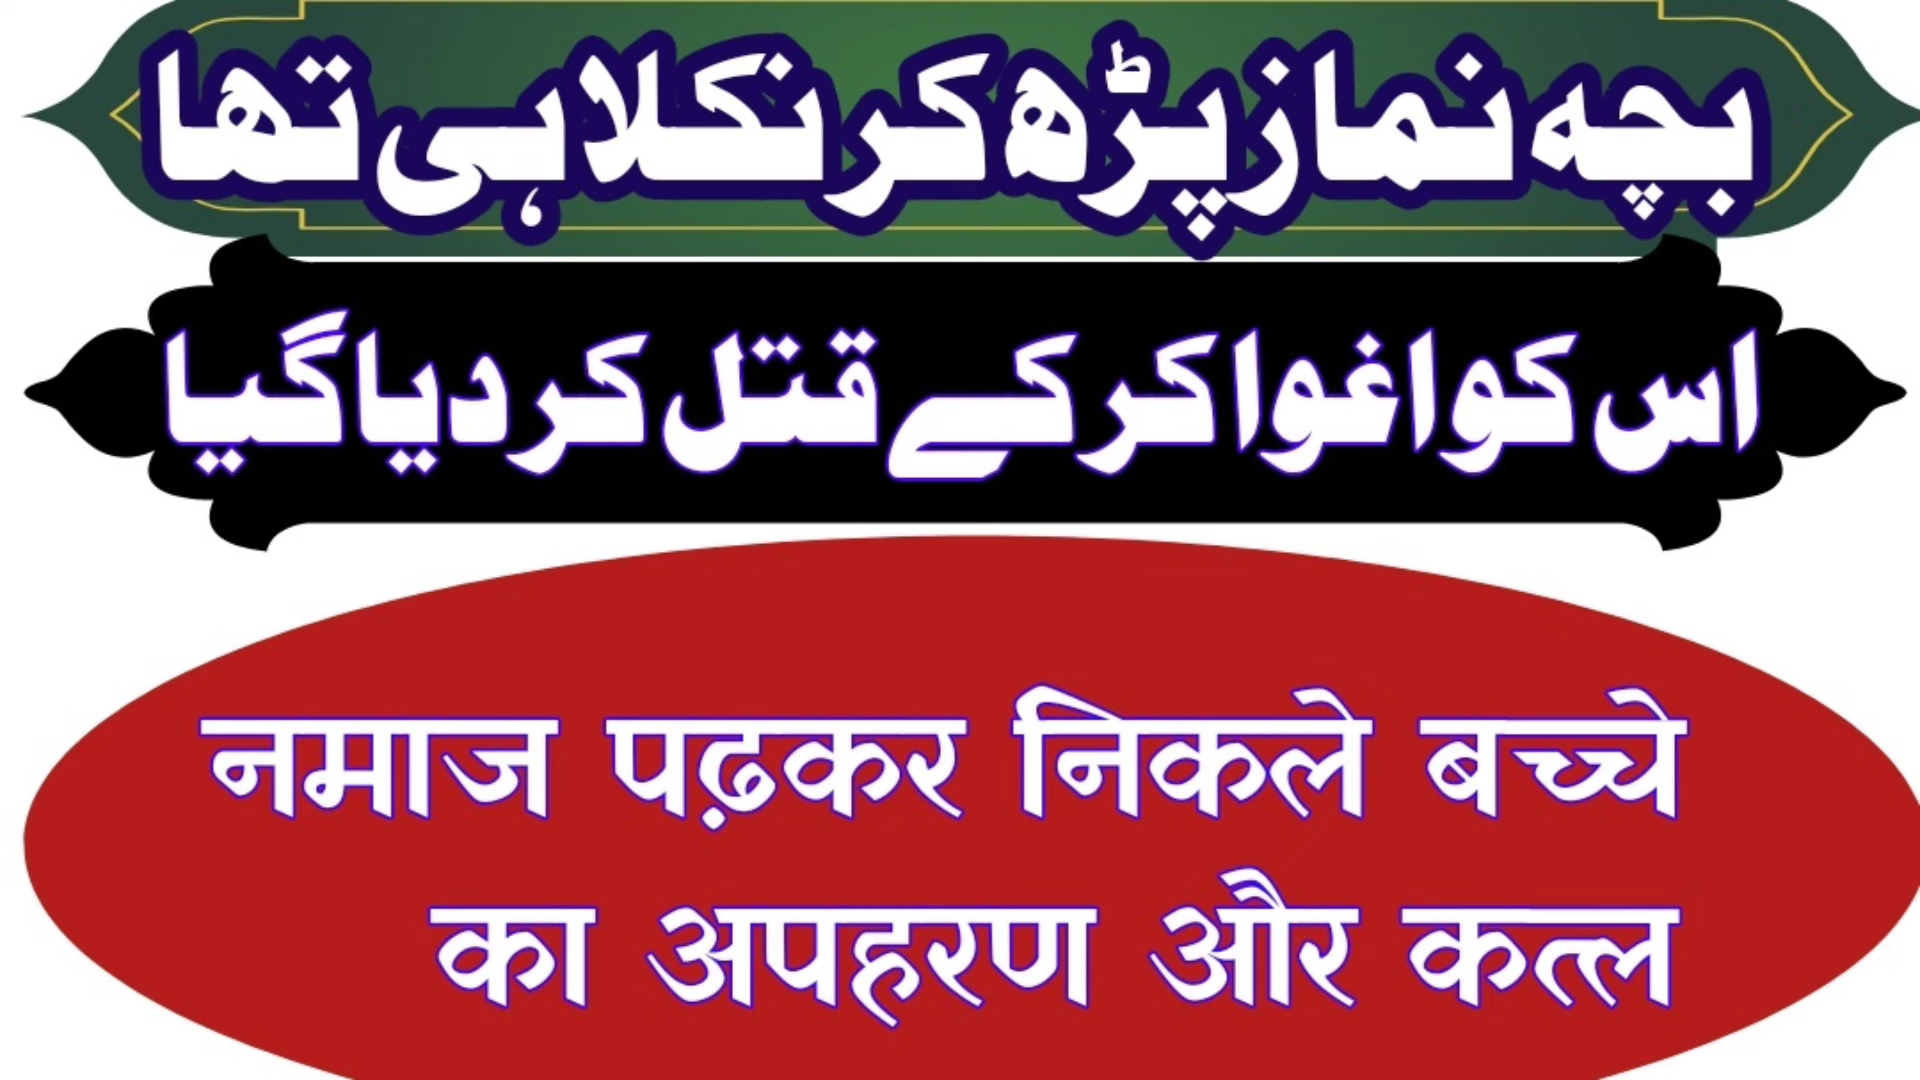 بچہ نماز پڑھ کر نکلا ہی تھا
اس کو اغوا کر کے قتل کر دیا گیا
नमाज पढ़कर निकले बच्चे
का अपहरण और कत्ल